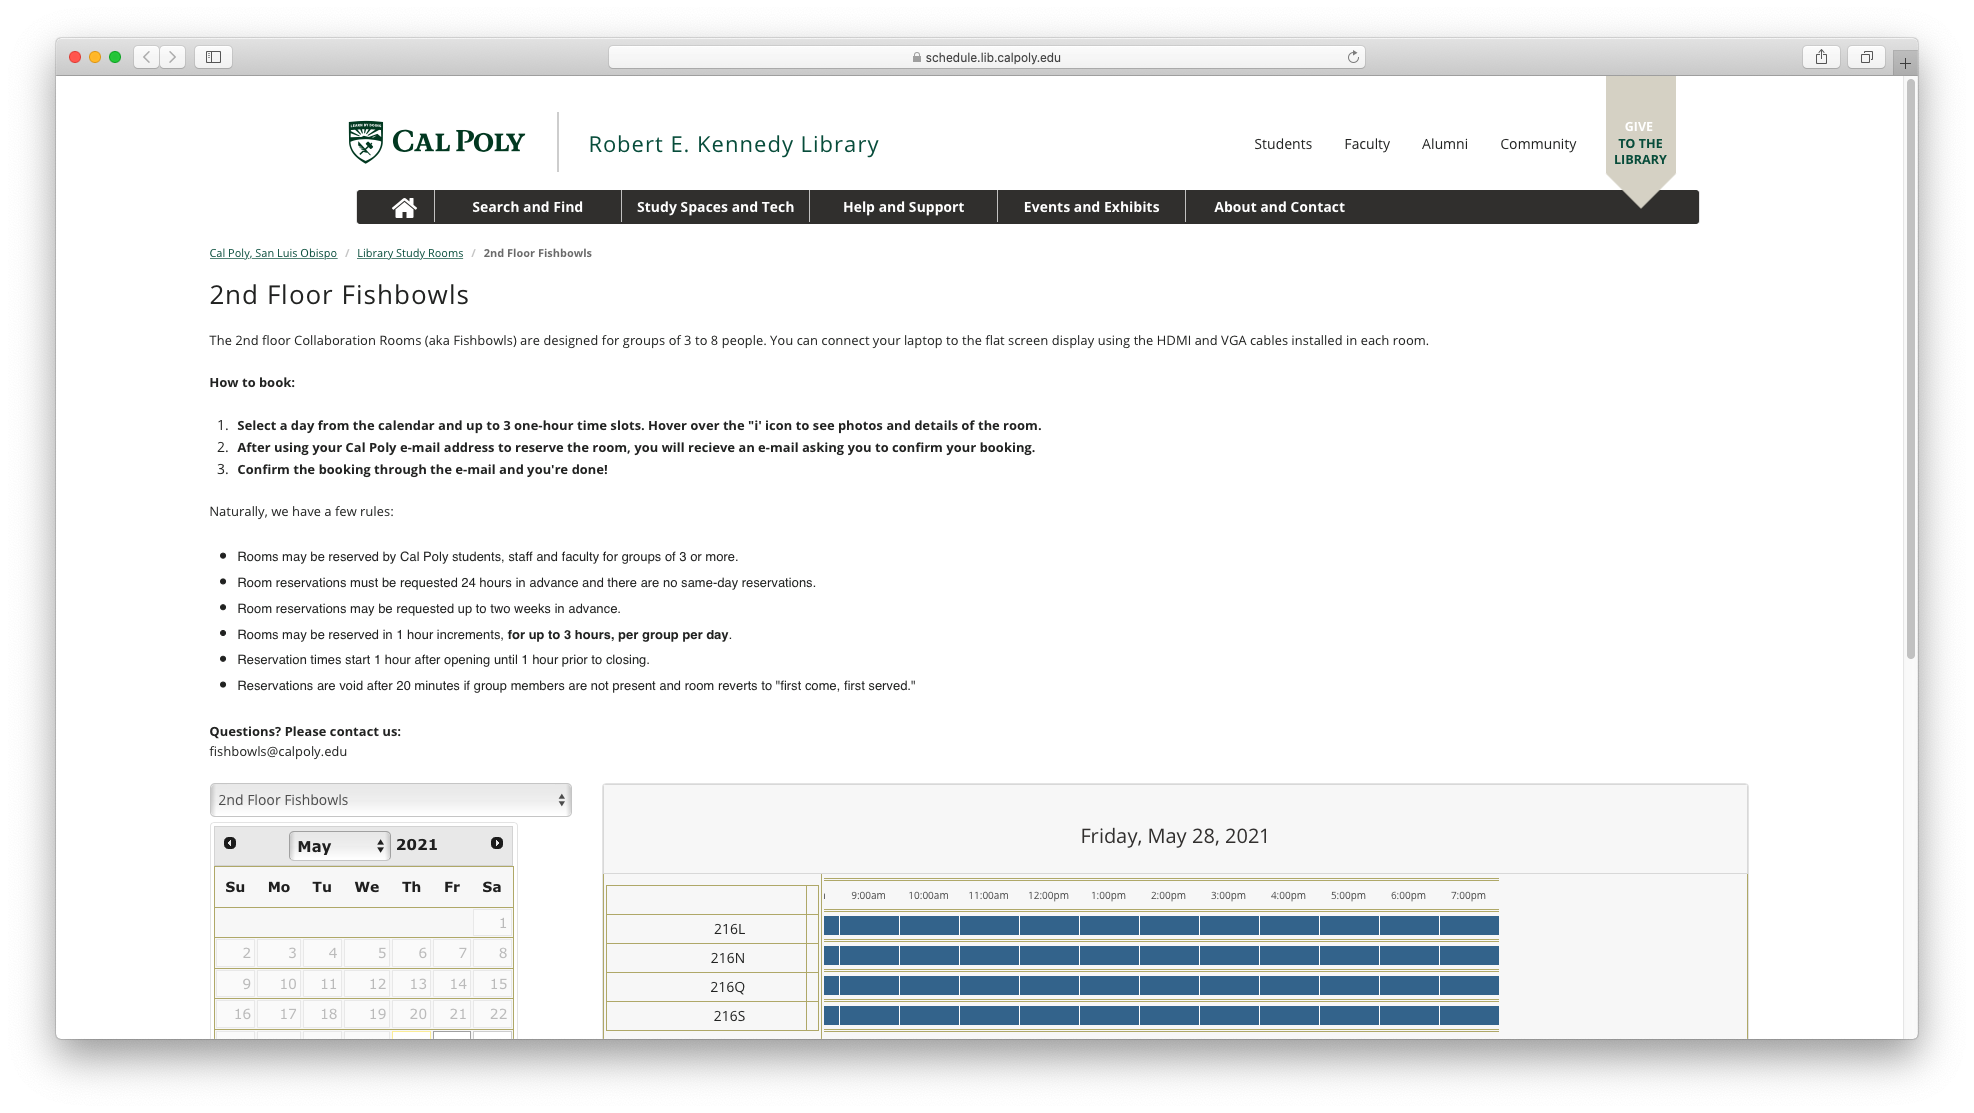 schedule.lib.calpoly.edu
LEARN BY DOING
CAL POLY
Robert E. Kennedy Library
Students Faculty Alumni Community
GIVE
TO THE
LIBRARY
Search and Find Study Spaces and Tech Help and Support Events and Exhibits About and Contact
Cal Poly, San Luis Obispo / Library Study Rooms / 2nd Floor Fishbowls
2nd Floor Fishbowls
The 2nd floor Collaboration Rooms (aka Fishbowls) are designed for groups of 3 to 8 people. You can connect your laptop to the flat screen display using the HDMI and VGA cables installed in each room.
How to book:
1. Select a day from the calendar and up to 3 one-hour time slots. Hover over the "i' icon to see photos and details of the room.
2. After using your Cal Poly e-mail address to reserve the room, you will recieve an e-mail asking you to confirm your booking.
3. Confirm the booking through the e-mail and you're done!
Naturally, we have a few rules:
• Rooms may be reserved by Cal Poly students, staff and faculty for groups of 3 or more.
• Room reservations must be requested 24 hours in advance and there are no same-day reservations.
• Room reservations may be requested up to two weeks in advance.
• Rooms may be reserved in 1 hour increments, for up to 3 hours, per group per day.
• Reservation times start 1 hour after opening until 1 hour prior to closing.
• Reservations are void after 20 minutes if group members are not present and room reverts to "first come, first served."
Questions? Please contact us:
fishbowls@calpoly.edu
2nd Floor Fishbowls
May 2021
Su Mo Tu We Th Fr Sa
1
2 3 4 5 6 7 8
9 10 11 12 13 14 15
16 17 18 19 20 21 22
Friday, May 28, 2021
9:00am 10:00am 11:00am 12:00pm 1:00pm 2:00pm 3:00pm 4:00pm 5:00pm 6:00pm 7:00pm
216L
216N
216Q
216S